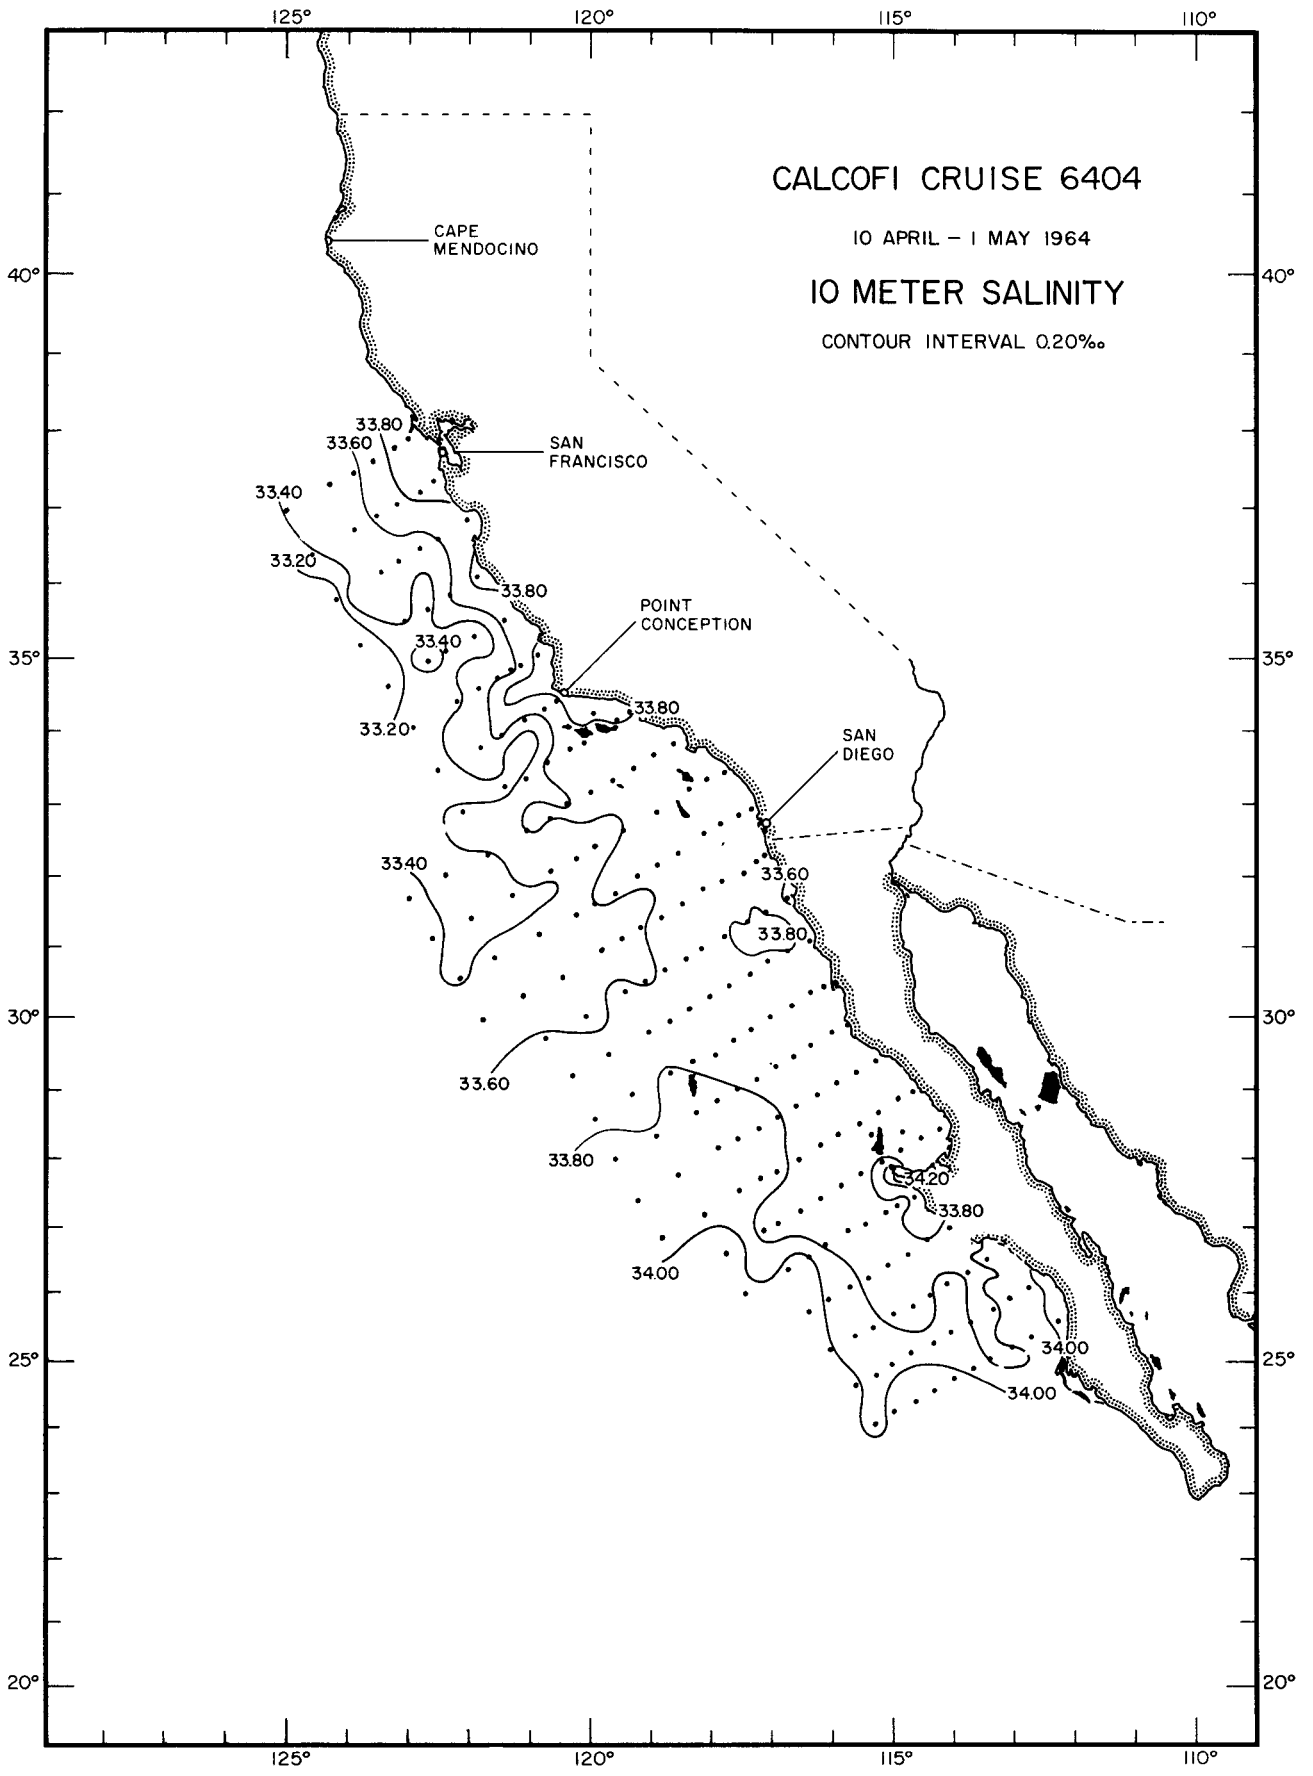 125° 120° 115° 110°
CALCOFI CRUISE 6404
10 APRIL – 1 MAY 1964
CAPE
MENDOCINO
40° 40°
10 METER SALINITY
CONTOUR INTERVAL 0.20‰
33.80
33.60
SAN
FRANCISCO
33.40
33.20
33.80
POINT
CONCEPTION
33.40
35° 35°
33.80
33.20
SAN
DIEGO
33.40
33.60
33.80
30° 30°
33.60
33.80
34.20
33.80
34.00
34.00
25° 25°
34.00
20° 20°
125° 120° 115° 110°